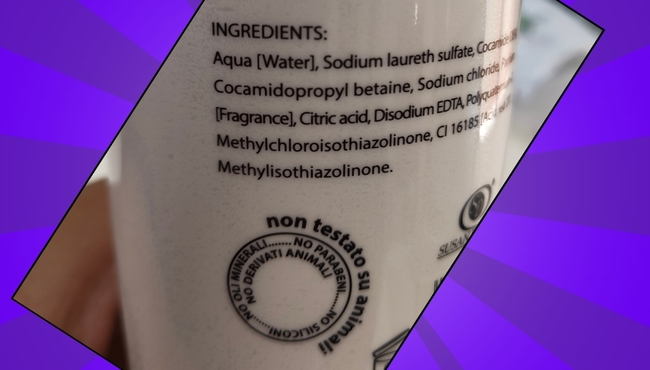 INGREDIENTS:
Aqua [Water], Sodium laureth sulfate,
Cocamidopropyl betaine, Sodium chloride,
[Fragrance], Citric acid, Disodium EDTA,
Methylchloroisothiazolinone, CI 16185
Methylisothiazolinone.
non testato su animali
NO OLI MINERALI........NO PARABENI
NO DERIVATI ANIMALI
....NO SILICONI....